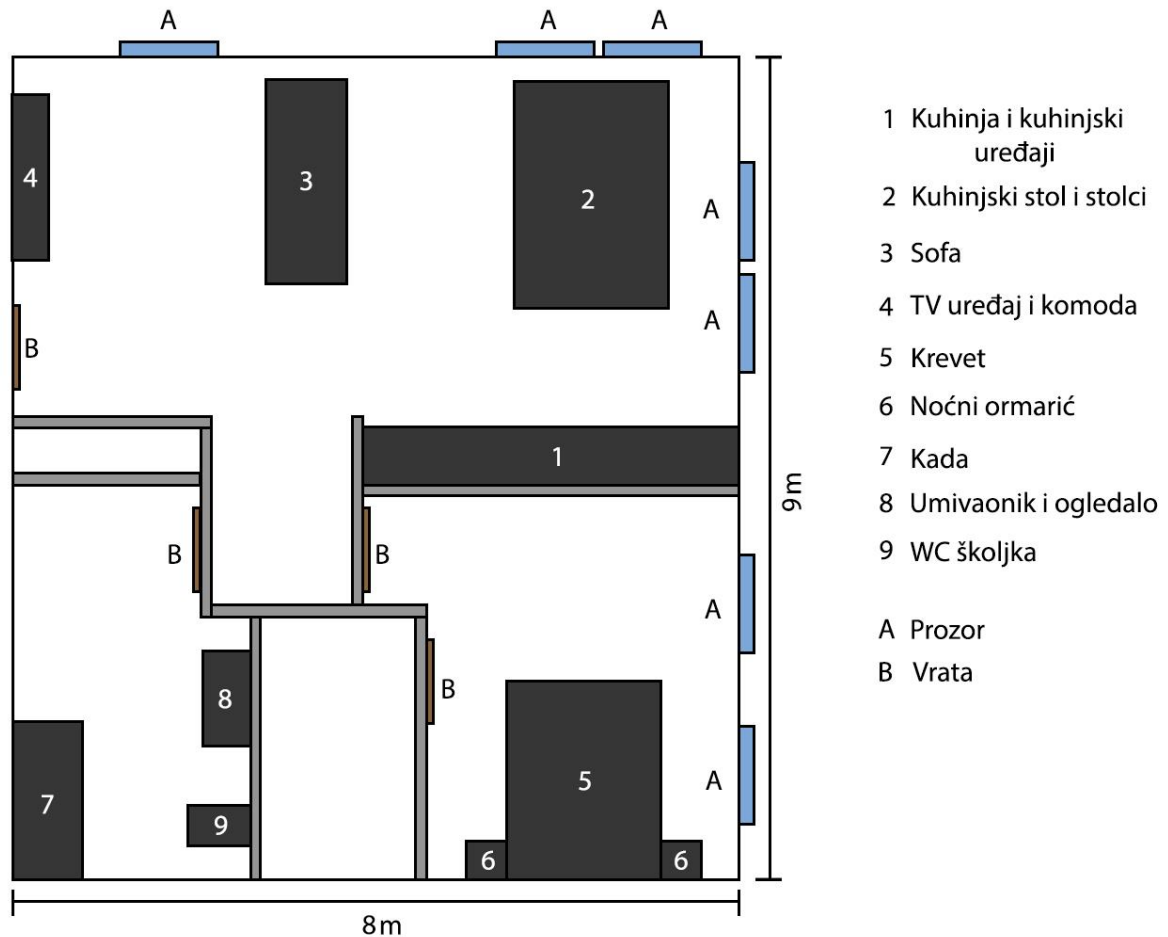 A
A
A
4
3
2
A
A
B
1
B
B
A
B
8
7
9
5
6
6
A
8m
9m
1 Kuhinja i kuhinjski
uređaji
2 Kuhinjski stol i stolci
3 Sofa
4 TV uređaj i komoda
5 Krevet
6 Noćni ormarić
7 Kada
8 Umivaonik i ogledalo
9 WC školjka
A Prozor
B Vrata